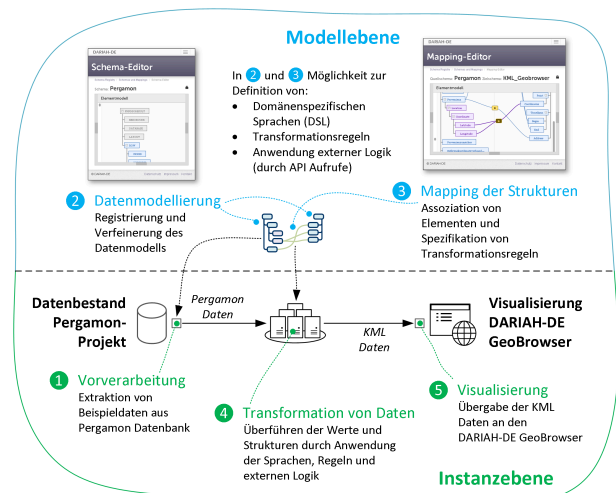 Modellebene
DARIAH-DE
Schema-Editor
Schema: Pergamon
Elementmodell
DARIAH-DE
Mapping-Editor
Pergamon
KML_Geobrowser
Elementmodell
In 2 und 3 Möglichkeit zur
Definition von:
• Domänenspezifischen
Sprachen (DSL)
• Transformationsregeln
• Anwendung externer Logik
(durch API Aufrufe)
2 Datenmodellierung
Registrierung und
Verfeinerung des
Datenmodells
3 Mapping der Strukturen
Assoziation von
Elementen und
Spezifikation von
Transformationsregeln
Datenbestand
Pergamon-
Projekt
Pergamon
Daten
KML
Daten
Visualisierung
DARIAH-DE
GeoBrowser
1 Vorverarbeitung
Extraktion von
Beispieldaten aus
Pergamon Datenbank
4 Transformation von Daten
Überführen der Werte und
Strukturen durch Anwendung
der Sprachen, Regeln und
externen Logik
5 Visualisierung
Übergabe der KML
Daten an den
DARIAH-DE GeoBrowser
Instanzebene